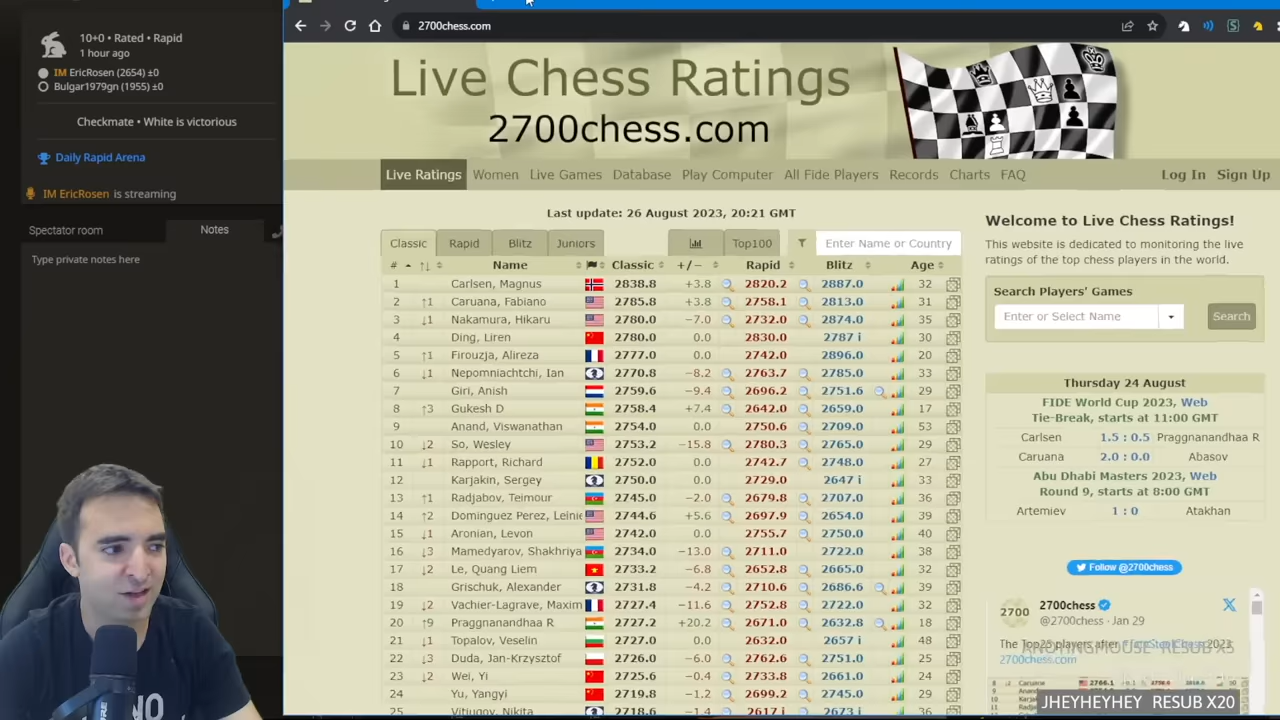 2700chess.com
10+0 • Rated • Rapid
1 hour ago
IM EricRosen (2654) ±0
Bulgar1979gn (1955) ±0
Checkmate • White is victorious
Daily Rapid Arena
IM EricRosen is streaming
Spectator room Notes
Type private notes here
Live Chess Ratings
2700chess.com
Live Ratings Women Live Games Database Play Computer All Fide Players Records Charts FAQ Log In Sign Up
Last update: 26 August 2023, 20:21 GMT
Classic Rapid Blitz Juniors Top100 Enter Name or Country
# Name Classic +/− Rapid Blitz Age
1 Carlsen, Magnus 2838.8 +3.8 2820.2 2887.0 32
2 ↑1 Caruana, Fabiano 2785.8 +3.8 2758.1 2813.0 31
3 ↓1 Nakamura, Hikaru 2780.0 −7.0 2732.0 2874.0 35
4 Ding, Liren 2780.0 0.0 2830.0 2787 i 30
5 ↑1 Firouzja, Alireza 2777.0 0.0 2742.0 2896.0 20
6 ↓1 Nepomniachtchi, Ian 2770.8 −8.2 2763.7 2785.0 33
7 Giri, Anish 2759.6 −9.4 2696.2 2751.6 29
8 ↑3 Gukesh D 2758.4 +7.4 2642.0 2659.0 17
9 Anand, Viswanathan 2754.0 0.0 2750.6 2709.0 53
10 ↓2 So, Wesley 2753.2 −15.8 2780.3 2765.0 29
11 ↓1 Rapport, Richard 2752.0 0.0 2742.7 2748.0 27
12 Karjakin, Sergey 2750.0 0.0 2729.0 2647 i 33
13 ↑1 Radjabov, Teimour 2745.0 −2.0 2679.8 2707.0 36
14 ↑2 Dominguez Perez, Leinie 2744.6 +5.6 2697.9 2654.0 39
15 ↓1 Aronian, Levon 2742.0 0.0 2755.7 2750.0 40
16 ↓3 Mamedyarov, Shakhriya 2734.0 −13.0 2711.0 2722.0 38
17 ↓2 Le, Quang Liem 2733.2 −6.8 2652.8 2665.0 32
18 Grischuk, Alexander 2731.8 −4.2 2710.6 2686.6 39
19 ↓2 Vachier-Lagrave, Maxim 2727.4 −11.6 2752.8 2722.0 32
20 ↑9 Praggnanandhaa R 2727.2 +20.2 2671.0 2632.8 18
21 ↓1 Topalov, Veselin 2727.0 0.0 2632.0 2657 i 48
22 ↓3 Duda, Jan-Krzysztof 2726.0 −6.0 2762.6 2751.0 25
23 ↓2 Wei, Yi 2725.6 −0.4 2733.8 2661.0 24
24 Yu, Yangyi 2719.8 −1.2 2699.2 2745.0 29
25 Vitiugov, Nikita 2718.6 −1.4 2617 i 2673 i 36
Welcome to Live Chess Ratings!
This website is dedicated to monitoring the live
ratings of the top chess players in the world.
Search Players' Games
Enter or Select Name Search
Thursday 24 August
FIDE World Cup 2023, Web
Tie-Break, starts at 11:00 GMT
Carlsen 1.5 : 0.5 Praggnanandhaa R
Caruana 2.0 : 0.0 Abasov
Abu Dhabi Masters 2023, Web
Round 9, starts at 8:00 GMT
Artemiev 1 : 0 Atakhan
Follow @2700chess
2700
2700chess
@2700chess · Jan 29
The Top25 players after #TataSteelChess2023
2700chess.com
JHEYHEYHEY RESUB X20